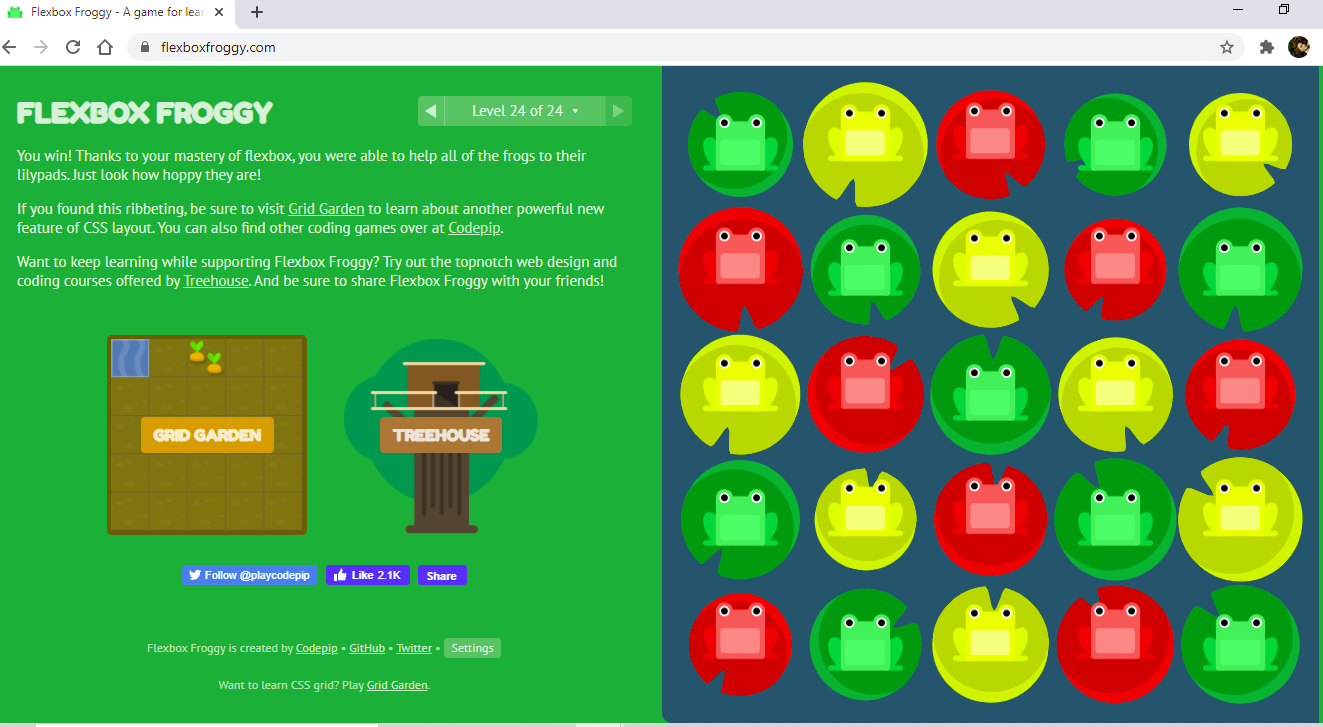 Flexbox Froggy - A game for lear
flexboxfroggy.com
FLEXBOX FROGGY
Level 24 of 24
You win! Thanks to your mastery of flexbox, you were able to help all of the frogs to their
lilypads. Just look how hoppy they are!
If you found this ribbeting, be sure to visit Grid Garden to learn about another powerful new
feature of CSS layout. You can also find other coding games over at Codepip.
Want to keep learning while supporting Flexbox Froggy? Try out the topnotch web design and
coding courses offered by Treehouse. And be sure to share Flexbox Froggy with your friends!
GRID GARDEN
TREEHOUSE
Follow @playcodepip
Like 2.1K
Share
Flexbox Froggy is created by Codepip • GitHub • Twitter • Settings
Want to learn CSS grid? Play Grid Garden.